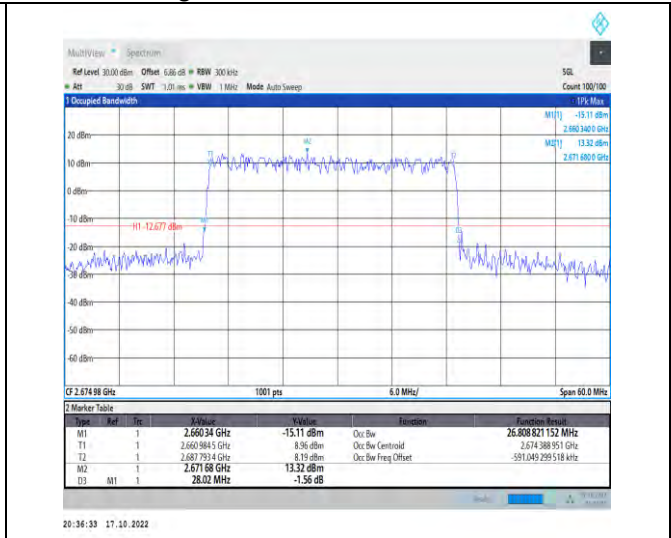 MultiView Spectrum
Ref Level 30.00 dBm Offset 6.86 dB RBW 300 kHz SGL
Att 30 dB SWT 1.01 ms VBW 1 MHz Mode Auto Sweep Count 100/100
1 Occupied Bandwidth 1Pk Max
M1[1] -15.11 dBm
2.660 340 0 GHz
M2[1] 13.32 dBm
2.671 680 0 GHz
20 dBm
M2
T1
T2
10 dBm
0 dBm
-10 dBm
H1 -12.677 dBm
-20 dBm
-30 dBm
-40 dBm
-50 dBm
-60 dBm
CF 2.674 98 GHz 1001 pts 6.0 MHz/ Span 60.0 MHz
2 Marker Table
Type Ref Trc X-Value Y-Value Function Function Result
M1 1 2.660 34 GHz -15.11 dBm Occ Bw 26.808 821 152 MHz
T1 1 2.660 984 5 GHz 8.96 dBm Occ Bw Centroid 2.674 388 951 GHz
T2 1 2.687 793 4 GHz 8.19 dBm Occ Bw Freq Offset -591.049 299 518 kHz
M2 1 2.671 68 GHz 13.32 dBm
D3 M1 1 28.02 MHz -1.56 dB
20:36:33 17.10.2022